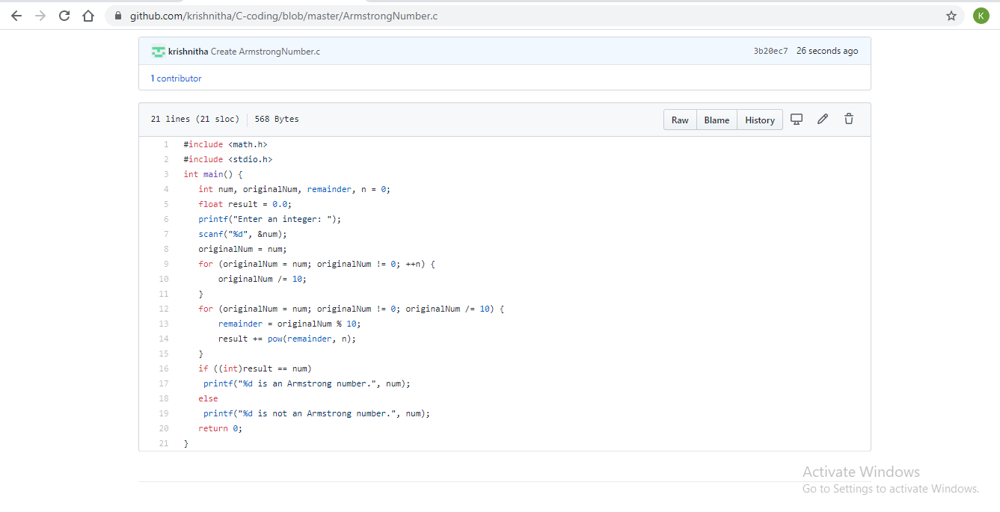 github.com/krishnitha/C-coding/blob/master/ArmstrongNumber.c
K
krishnitha Create ArmstrongNumber.c 3b20ec7 26 seconds ago
1 contributor
21 lines (21 sloc) 568 Bytes Raw Blame History
1 #include <math.h>
2 #include <stdio.h>
3 int main() {
4 int num, originalNum, remainder, n = 0;
5 float result = 0.0;
6 printf("Enter an integer: ");
7 scanf("%d", &num);
8 originalNum = num;
9 for (originalNum = num; originalNum != 0; ++n) {
10 originalNum /= 10;
11 }
12 for (originalNum = num; originalNum != 0; originalNum /= 10) {
13 remainder = originalNum % 10;
14 result += pow(remainder, n);
15 }
16 if ((int)result == num)
17 printf("%d is an Armstrong number.", num);
18 else
19 printf("%d is not an Armstrong number.", num);
20 return 0;
21 }
Activate Windows
Go to Settings to activate Windows.